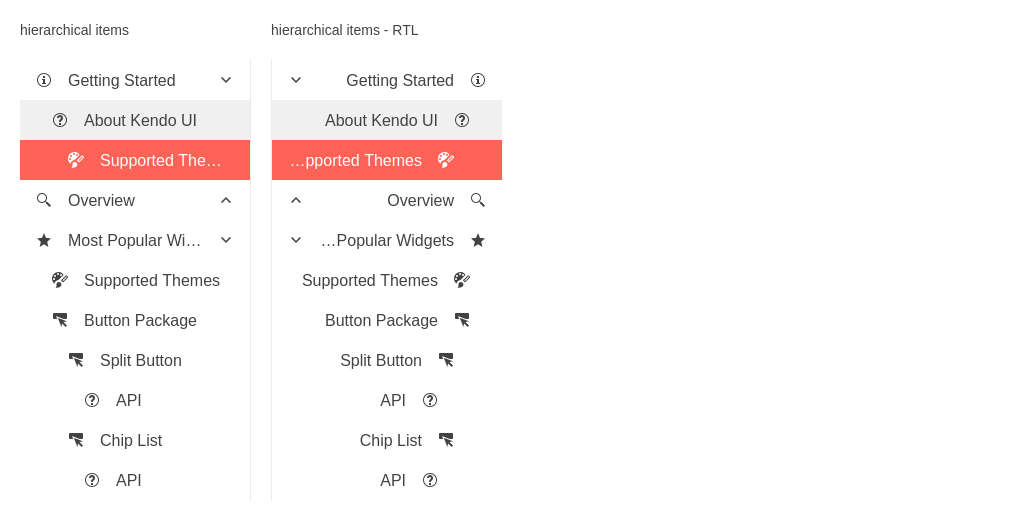 hierarchical items
Getting Started
About Kendo UI
Supported The…
Overview
Most Popular Wi…
Supported Themes
Button Package
Split Button
API
Chip List
API
hierarchical items - RTL
Getting Started
About Kendo UI
…pported Themes
Overview
…Popular Widgets
Supported Themes
Button Package
Split Button
API
Chip List
API